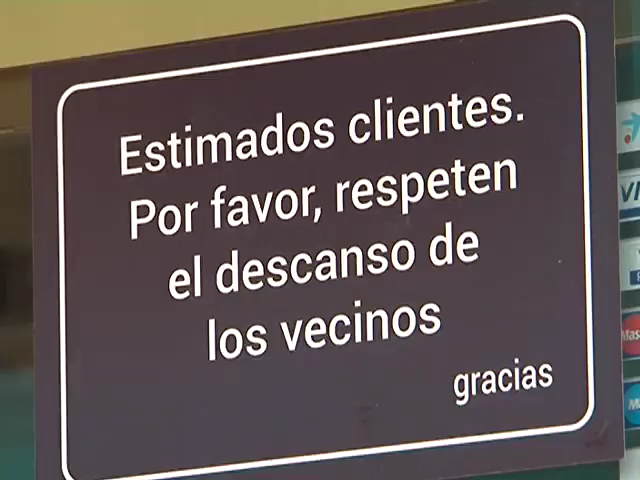 Estimados clientes.
Por favor, respeten
el descanso de
los vecinos
gracias